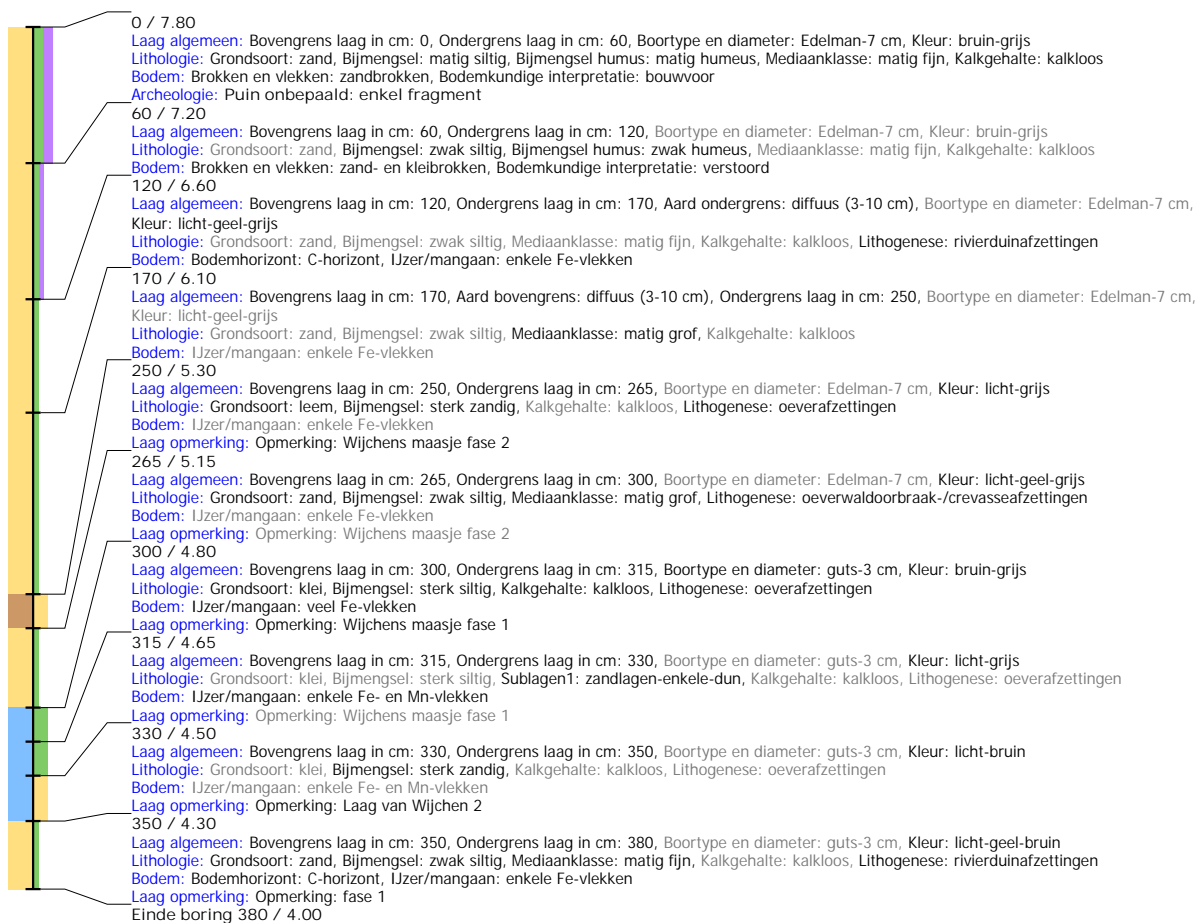 0 / 7.80
Laag algemeen: Bovengrens laag in cm: 0, Ondergrens laag in cm: 60, Boortype en diameter: Edelman-7 cm, Kleur: bruin-grijs
Lithologie: Grondsoort: zand, Bijmengsel: matig siltig, Bijmengsel humus: matig humeus, Mediaanklasse: matig fijn, Kalkgehalte: kalkloos
Bodem: Brokken en vlekken: zandbrokken, Bodemkundige interpretatie: bouwvoor
Archeologie: Puin onbepaald: enkel fragment
60 / 7.20
Laag algemeen: Bovengrens laag in cm: 60, Ondergrens laag in cm: 120, Boortype en diameter: Edelman-7 cm, Kleur: bruin-grijs
Lithologie: Grondsoort: zand, Bijmengsel: zwak siltig, Bijmengsel humus: zwak humeus, Mediaanklasse: matig fijn, Kalkgehalte: kalkloos
Bodem: Brokken en vlekken: zand- en kleibrokken, Bodemkundige interpretatie: verstoord
120 / 6.60
Laag algemeen: Bovengrens laag in cm: 120, Ondergrens laag in cm: 170, Aard ondergrens: diffuus (3-10 cm), Boortype en diameter: Edelman-7 cm,
Kleur: licht-geel-grijs
Lithologie: Grondsoort: zand, Bijmengsel: zwak siltig, Mediaanklasse: matig fijn, Kalkgehalte: kalkloos, Lithogenese: rivierduinafzettingen
Bodem: Bodemhorizont: C-horizont, IJzer/mangaan: enkele Fe-vlekken
170 / 6.10
Laag algemeen: Bovengrens laag in cm: 170, Aard bovengrens: diffuus (3-10 cm), Ondergrens laag in cm: 250, Boortype en diameter: Edelman-7 cm,
Kleur: licht-geel-grijs
Lithologie: Grondsoort: zand, Bijmengsel: zwak siltig, Mediaanklasse: matig grof, Kalkgehalte: kalkloos
Bodem: IJzer/mangaan: enkele Fe-vlekken
250 / 5.30
Laag algemeen: Bovengrens laag in cm: 250, Ondergrens laag in cm: 265, Boortype en diameter: Edelman-7 cm, Kleur: licht-grijs
Lithologie: Grondsoort: leem, Bijmengsel: sterk zandig, Kalkgehalte: kalkloos, Lithogenese: oeverafzettingen
Bodem: IJzer/mangaan: enkele Fe-vlekken
Laag opmerking: Opmerking: Wijchens maasje fase 2
265 / 5.15
Laag algemeen: Bovengrens laag in cm: 265, Ondergrens laag in cm: 300, Boortype en diameter: Edelman-7 cm, Kleur: licht-geel-grijs
Lithologie: Grondsoort: zand, Bijmengsel: zwak siltig, Mediaanklasse: matig grof, Lithogenese: oeverwaldoorbraak-/crevasseafzettingen
Bodem: IJzer/mangaan: enkele Fe-vlekken
Laag opmerking: Opmerking: Wijchens maasje fase 2
300 / 4.80
Laag algemeen: Bovengrens laag in cm: 300, Ondergrens laag in cm: 315, Boortype en diameter: guts-3 cm, Kleur: bruin-grijs
Lithologie: Grondsoort: klei, Bijmengsel: sterk siltig, Kalkgehalte: kalkloos, Lithogenese: oeverafzettingen
Bodem: IJzer/mangaan: veel Fe-vlekken
Laag opmerking: Opmerking: Wijchens maasje fase 1
315 / 4.65
Laag algemeen: Bovengrens laag in cm: 315, Ondergrens laag in cm: 330, Boortype en diameter: guts-3 cm, Kleur: licht-grijs
Lithologie: Grondsoort: klei, Bijmengsel: sterk siltig, Sublagen1: zandlagen-enkele-dun, Kalkgehalte: kalkloos, Lithogenese: oeverafzettingen
Bodem: IJzer/mangaan: enkele Fe- en Mn-vlekken
Laag opmerking: Opmerking: Wijchens maasje fase 1
330 / 4.50
Laag algemeen: Bovengrens laag in cm: 330, Ondergrens laag in cm: 350, Boortype en diameter: guts-3 cm, Kleur: licht-bruin
Lithologie: Grondsoort: klei, Bijmengsel: sterk zandig, Kalkgehalte: kalkloos, Lithogenese: oeverafzettingen
Bodem: IJzer/mangaan: enkele Fe- en Mn-vlekken
Laag opmerking: Opmerking: Laag van Wijchen 2
350 / 4.30
Laag algemeen: Bovengrens laag in cm: 350, Ondergrens laag in cm: 380, Boortype en diameter: guts-3 cm, Kleur: licht-geel-bruin
Lithologie: Grondsoort: zand, Bijmengsel: zwak siltig, Mediaanklasse: matig fijn, Kalkgehalte: kalkloos, Lithogenese: rivierduinafzettingen
Bodem: Bodemhorizont: C-horizont, IJzer/mangaan: enkele Fe-vlekken
Laag opmerking: Opmerking: fase 1
Einde boring 380 / 4.00